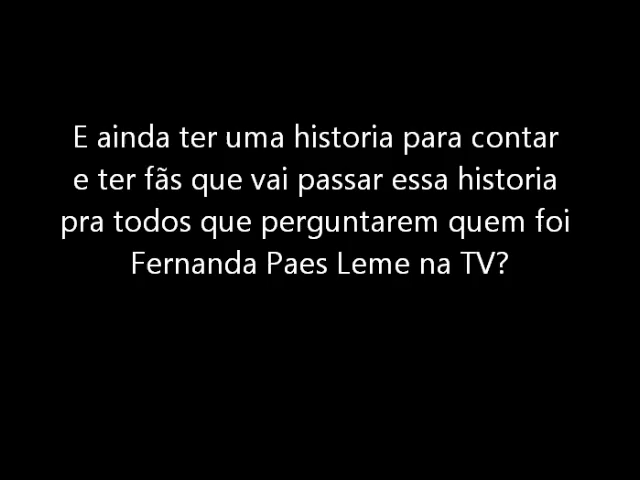 E ainda ter uma historia para contar
e ter fãs que vai passar essa historia
pra todos que perguntarem quem foi
Fernanda Paes Leme na TV?